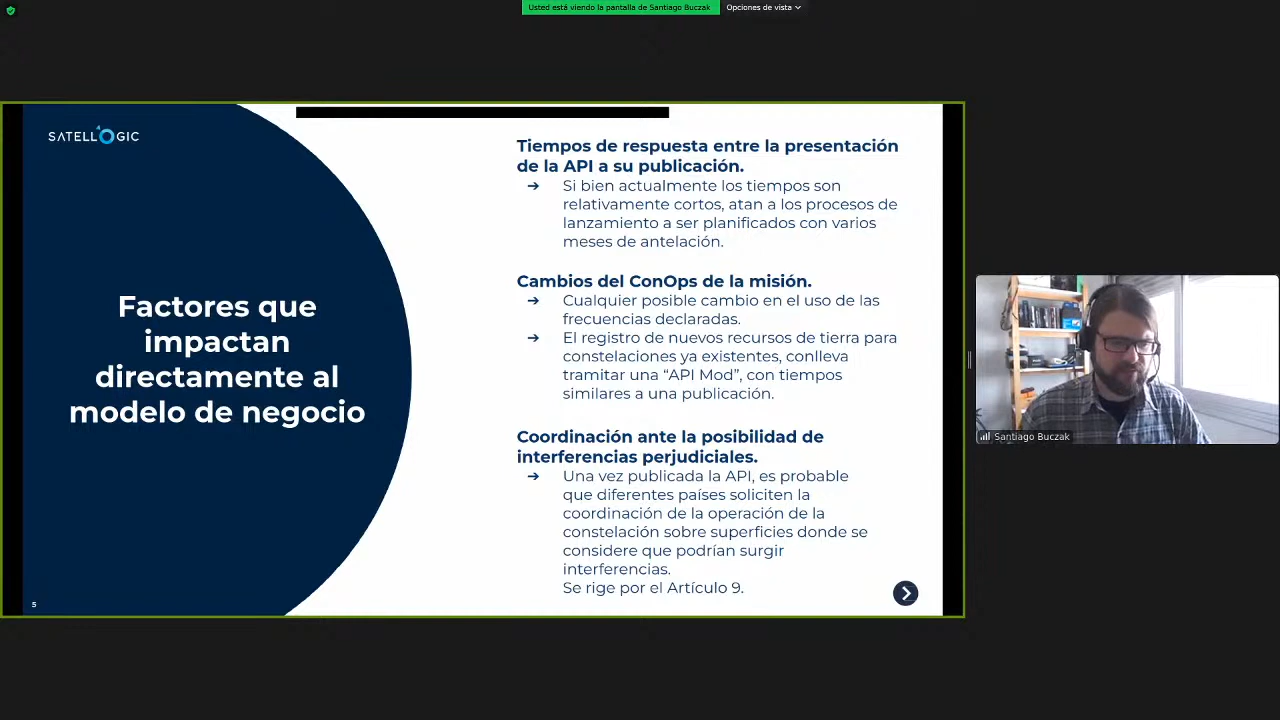 Usted está viendo la pantalla de Santiago Buczak
Opciones de vista
SATELLOGIC
Factores que
impactan
directamente al
modelo de negocio
Tiempos de respuesta entre la presentación
de la API a su publicación.
➔ Si bien actualmente los tiempos son
relativamente cortos, atan a los procesos de
lanzamiento a ser planificados con varios
meses de antelación.
Cambios del ConOps de la misión.
➔ Cualquier posible cambio en el uso de las
frecuencias declaradas.
➔ El registro de nuevos recursos de tierra para
constelaciones ya existentes, conlleva
tramitar una “API Mod”, con tiempos
similares a una publicación.
Coordinación ante la posibilidad de
interferencias perjudiciales.
➔ Una vez publicada la API, es probable
que diferentes países soliciten la
coordinación de la operación de la
constelación sobre superficies donde se
considere que podrían surgir
interferencias.
Se rige por el Artículo 9.
5
Santiago Buczak